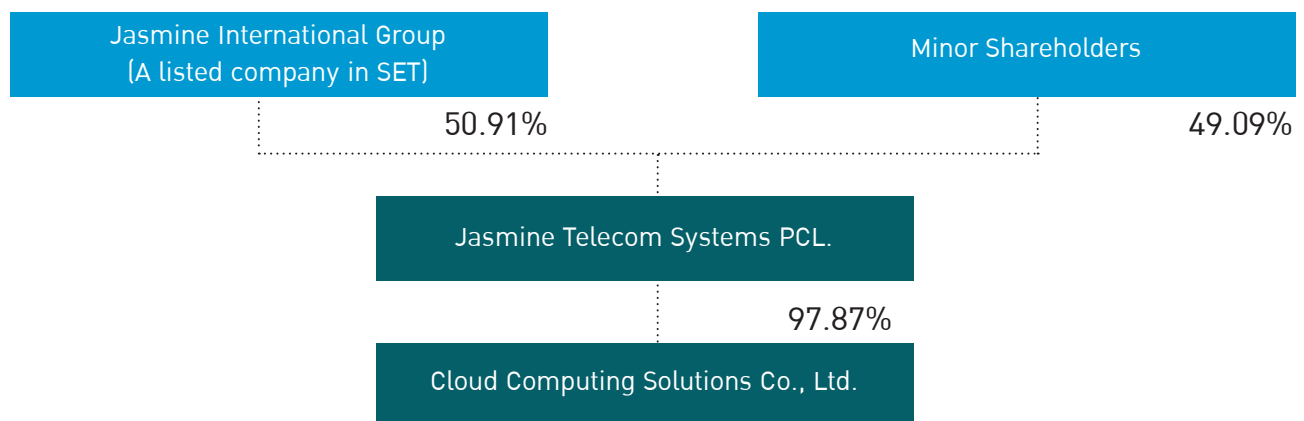 Jasmine International Group
(A listed company in SET)
Minor Shareholders
50.91%
49.09%
Jasmine Telecom Systems PCL.
97.87%
Cloud Computing Solutions Co., Ltd.